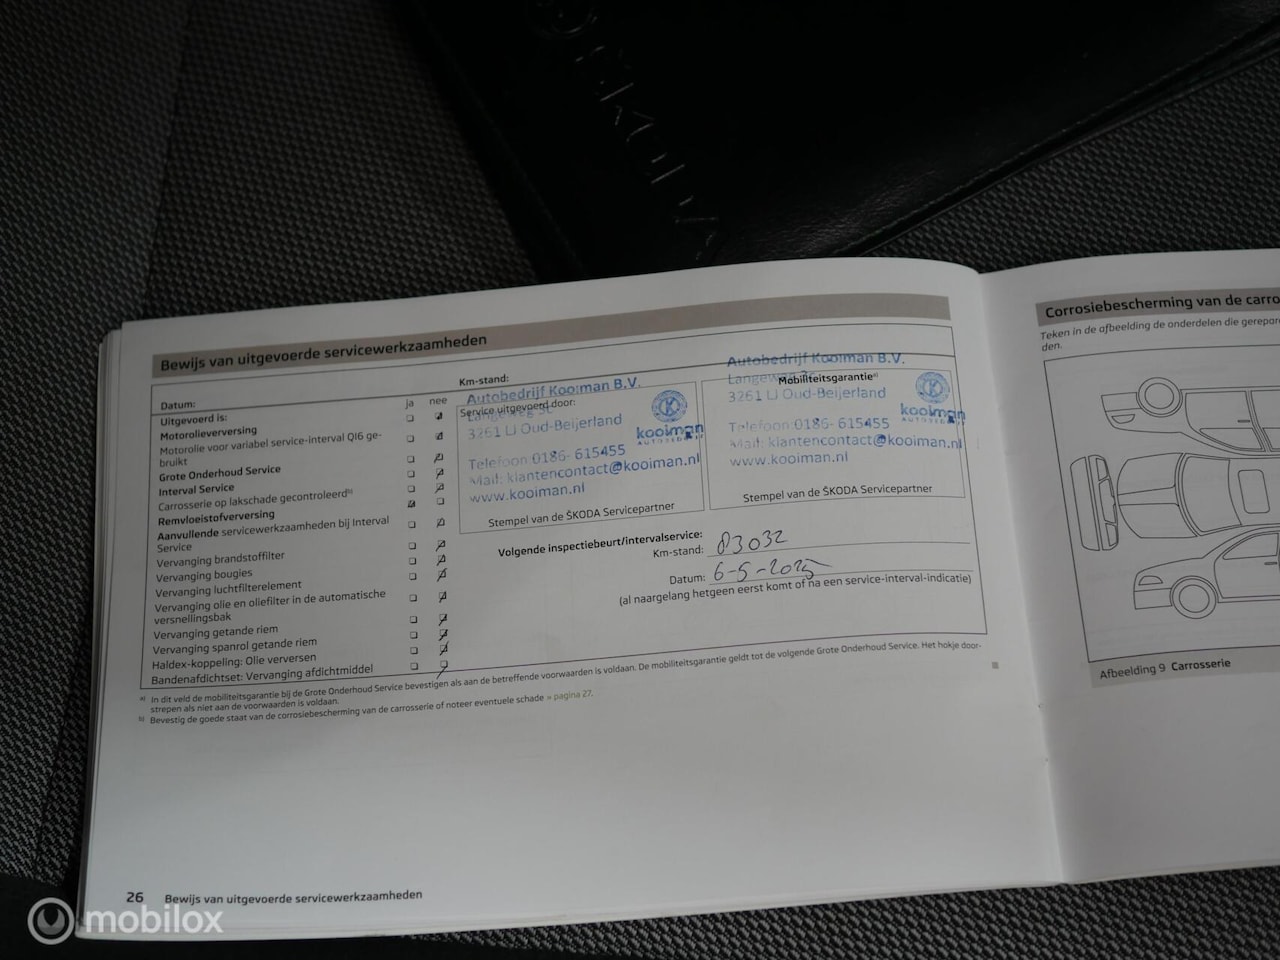 ŠKODA
Bewijs van uitgevoerde servicewerkzaamheden
Datum:
ja nee
Uitgevoerd is:
Motorolieverversing
Motorolie voor variabel service-interval QI6 ge-
bruikt
Grote Onderhoud Service
Interval Service
Carrosserie op lakschade gecontroleerd b)
Remvloeistofverversing
Aanvullende servicewerkzaamheden bij Interval
Service
Vervanging brandstoffilter
Vervanging bougies
Vervanging luchtfilterelement
Vervanging olie en oliefilter in de automatische
versnellingsbak
Vervanging getande riem
Vervanging spanrol getande riem
Haldex-koppeling: Olie verversen
Bandenafdichtset: Vervanging afdichtmiddel
Km-stand:
Autobedrijf Kooiman B.V.
Service uitgevoerd door:
3261 LJ Oud-Beijerland
kooiman
Telefoon 0186- 615455
Mail: klantencontact@kooiman.nl
www.kooiman.nl
Stempel van de ŠKODA Servicepartner
Autobedrijf Kooiman B.V.
Langeweg
Mobiliteitsgarantie a)
3261 LJ Oud-Beijerland
kooiman
Telefoon 0186- 615455
Mail: klantencontact@kooiman.nl
www.kooiman.nl
Stempel van de ŠKODA Servicepartner
Volgende inspectiebeurt/intervalservice:
Km-stand: 83032
Datum: 6-5-2025
(al naargelang hetgeen eerst komt of na een service-interval-indicatie)
a) In dit veld de mobiliteitsgarantie bij de Grote Onderhoud Service bevestigen als aan de betreffende voorwaarden is voldaan. De mobiliteitsgarantie geldt tot de volgende Grote Onderhoud Service. Het hokje door-
strepen als niet aan de voorwaarden is voldaan.
b) Bevestig de goede staat van de corrosiebescherming van de carrosserie of noteer eventuele schade » pagina 27.
26 Bewijs van uitgevoerde servicewerkzaamheden
Corrosiebescherming van de carro
Teken in de afbeelding de onderdelen die gerepar
den.
Afbeelding 9 Carrosserie
mobilox